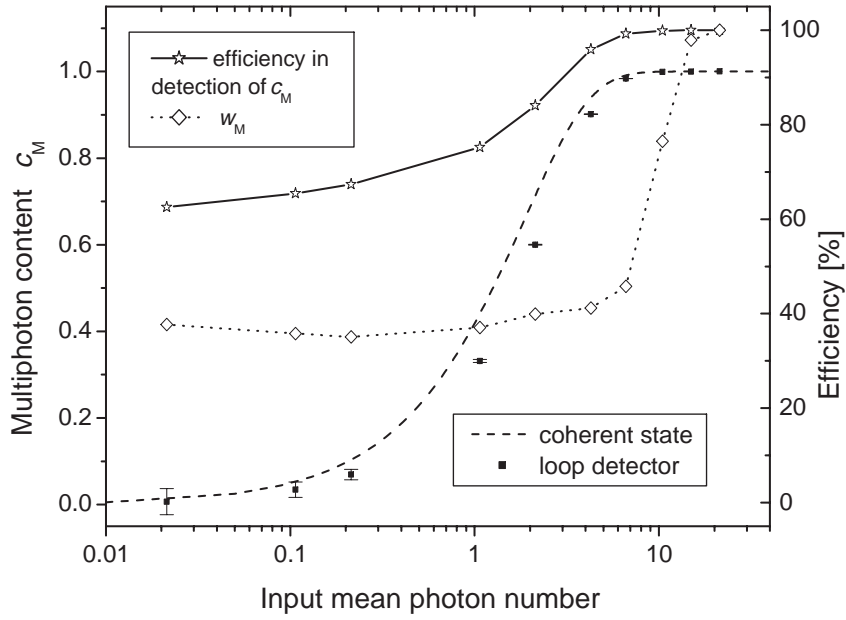 efficiency in
detection of c_M
w_M
coherent state
loop detector
Multiphoton content c_M
1.0
0.8
0.6
0.4
0.2
0.0
100
80
60
40
20
0
Efficiency [%]
0.01 0.1 1 10
Input mean photon number